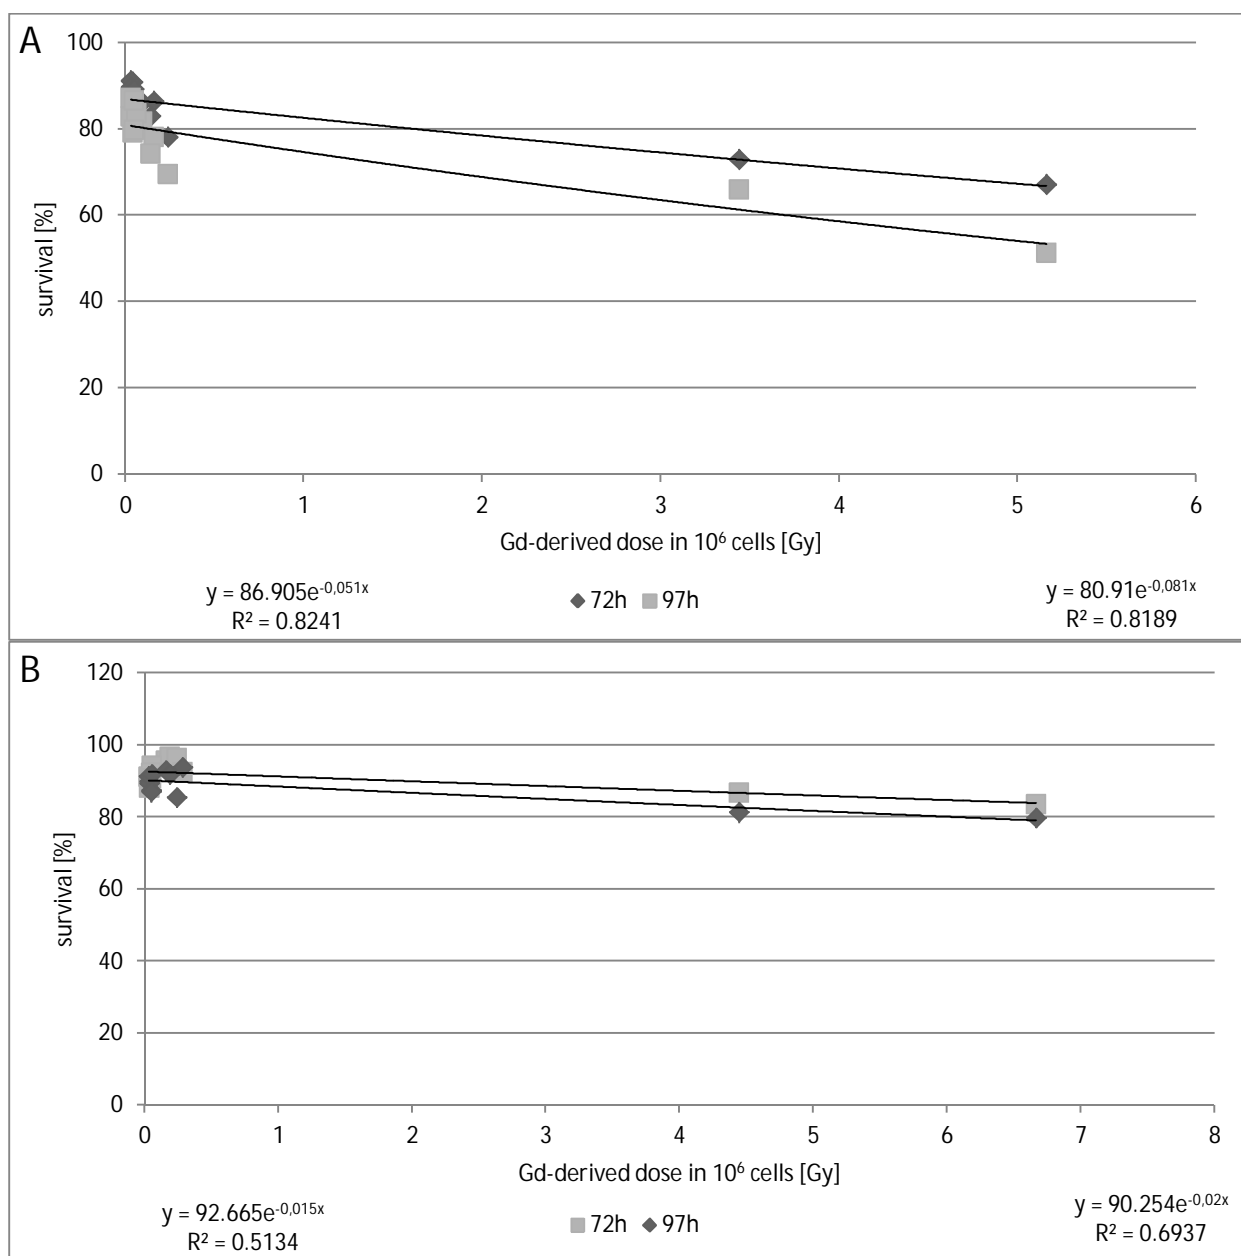 A
100
80
60
40
20
0
survival [%]
0 1 2 3 4 5 6
Gd-derived dose in 10⁶ cells [Gy]
y = 86.905e⁻⁰,⁰⁵¹ˣ
R² = 0.8241
72h 97h
y = 80.91e⁻⁰,⁰⁸¹ˣ
R² = 0.8189
B
120
100
80
60
40
20
0
survival [%]
0 1 2 3 4 5 6 7 8
Gd-derived dose in 10⁶ cells [Gy]
y = 92.665e⁻⁰,⁰¹⁵ˣ
R² = 0.5134
72h 97h
y = 90.254e⁻⁰,⁰²ˣ
R² = 0.6937